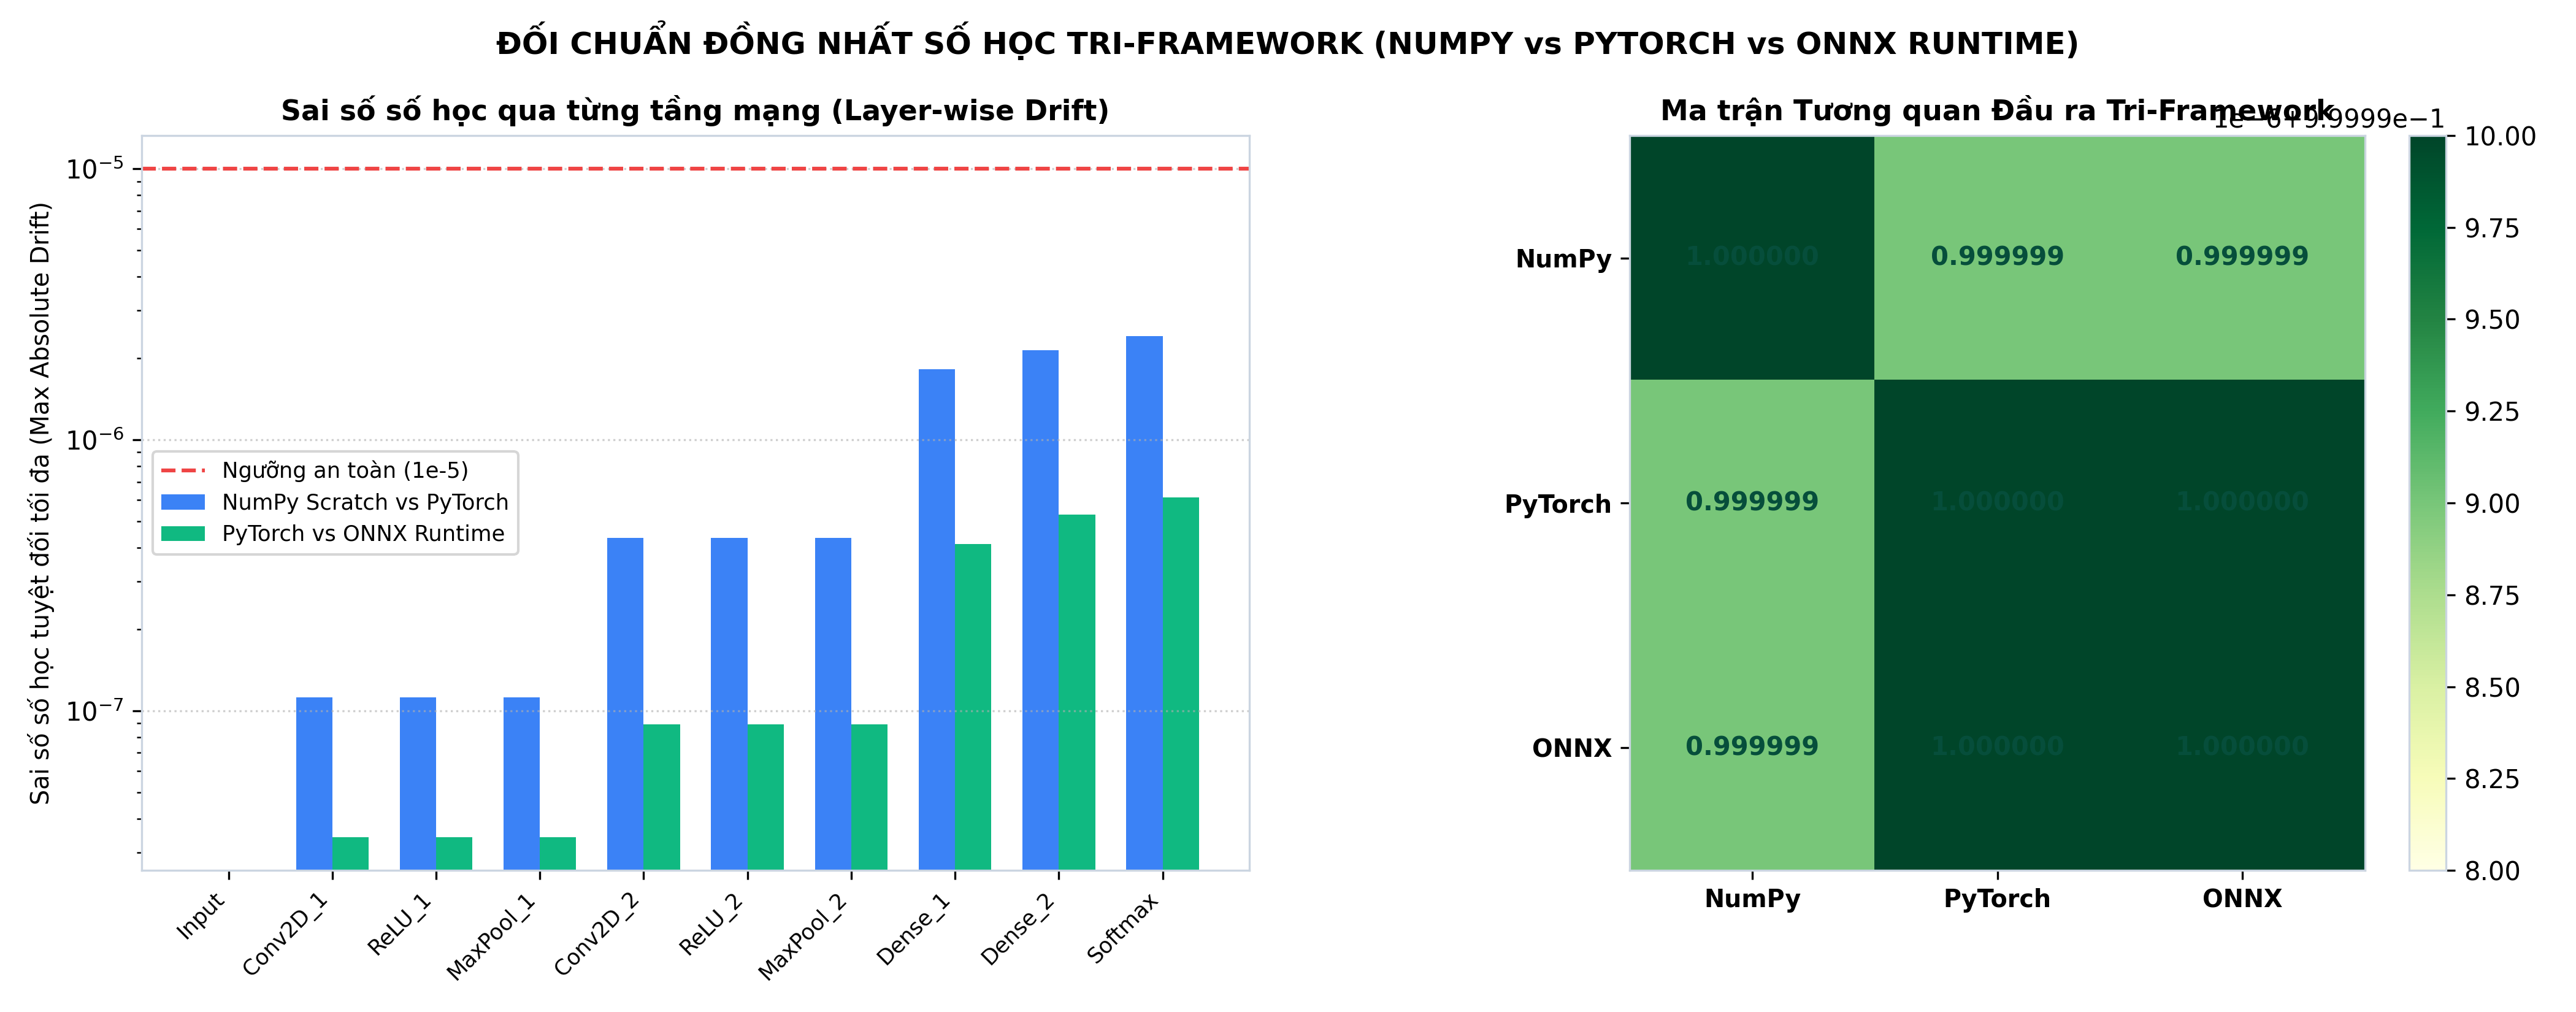 ĐỐI CHUẨN ĐỒNG NHẤT SỐ HỌC TRI-FRAMEWORK (NUMPY vs PYTORCH vs ONNX RUNTIME)
Sai số số học qua từng tầng mạng (Layer-wise Drift)
Sai số số học tuyệt đối tối đa (Max Absolute Drift)
10⁻⁵
10⁻⁶
10⁻⁷
Ngưỡng an toàn (1e-5)
NumPy Scratch vs PyTorch
PyTorch vs ONNX Runtime
Input
Conv2D_1
ReLU_1
MaxPool_1
Conv2D_2
ReLU_2
MaxPool_2
Dense_1
Dense_2
Softmax
Ma trận Tương quan Đầu ra Tri-Framework
1e−6+9.9999e−1
NumPy 1.000000 0.999999 0.999999
PyTorch 0.999999 1.000000 1.000000
ONNX 0.999999 1.000000 1.000000
NumPy PyTorch ONNX
10.00
9.75
9.50
9.25
9.00
8.75
8.50
8.25
8.00